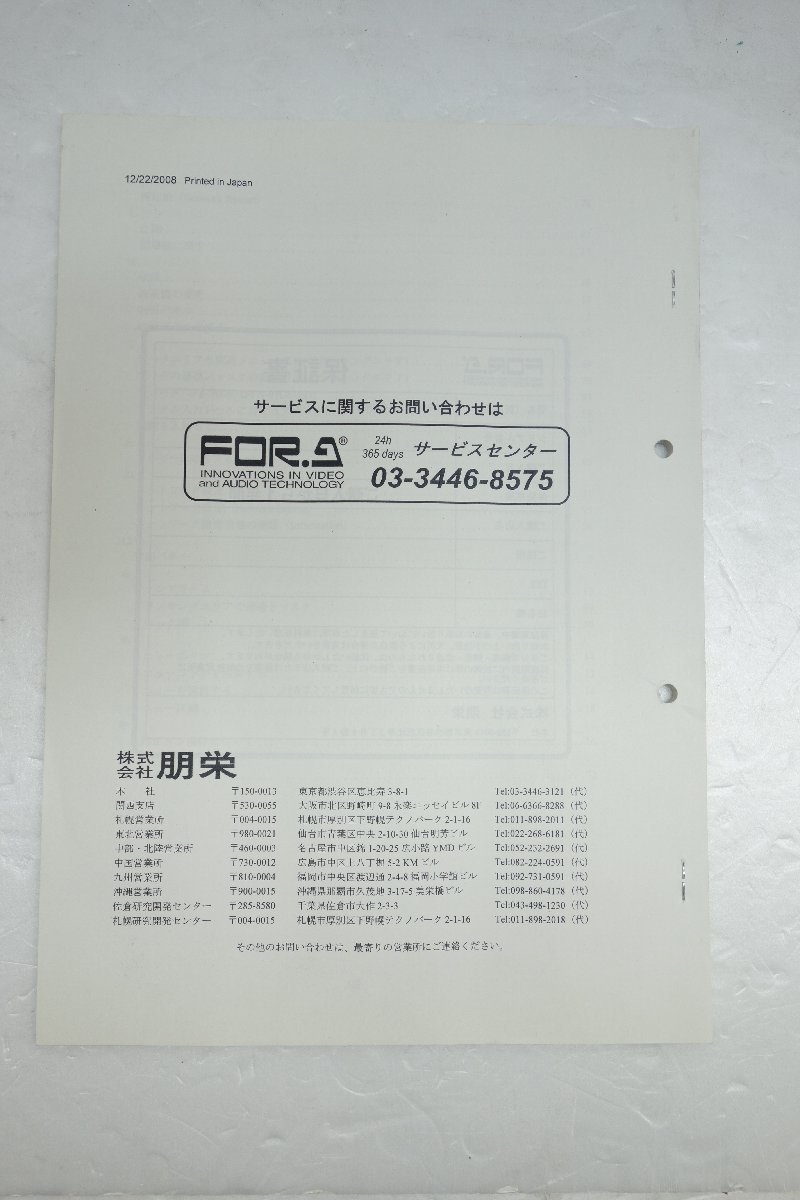 12/22/2008 Printed in Japan
サービスに関するお問い合わせは
FOR.A® 24h 365 days サービスセンター
INNOVATIONS IN VIDEO and AUDIO TECHNOLOGY 03-3446-8575
株式会社 朋栄
本 社 〒150-0013 東京都渋谷区恵比寿 3-8-1 Tel:03-3446-3121（代）
関西支店 〒530-0055 大阪市北区野崎町 9-8 永楽ニッセイビル 8F Tel:06-6366-8288（代）
札幌営業所 〒004-0015 札幌市厚別区下野幌テクノパーク 2-1-16 Tel:011-898-2011（代）
東北営業所 〒980-0021 仙台市青葉区中央 2-10-30 仙台明芳ビル Tel:022-268-6181（代）
中部・北陸営業所 〒460-0003 名古屋市中区錦 1-20-25 広小路 YMD ビル Tel:052-232-2691（代）
中国営業所 〒730-0012 広島市中区上八丁堀 5-2 KM ビル Tel:082-224-0591（代）
九州営業所 〒810-0004 福岡市中央区渡辺通 2-4-8 福岡小学館ビル Tel:092-731-0591（代）
沖縄営業所 〒900-0015 沖縄県那覇市久茂地 3-17-5 美栄橋ビル Tel:098-860-4178（代）
佐倉研究開発センター 〒285-8580 千葉県佐倉市大作 2-3-3 Tel:043-498-1230（代）
札幌研究開発センター 〒004-0015 札幌市厚別区下野幌テクノパーク 2-1-16 Tel:011-898-2018（代）
その他のお問い合わせは、最寄りの営業所にご連絡ください。